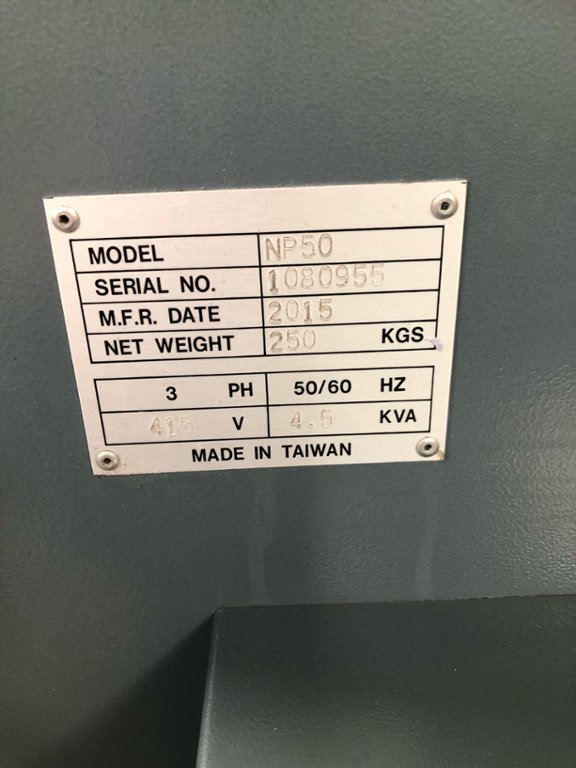 MODEL NP50
SERIAL NO. 1080955
M.F.R. DATE 2015
NET WEIGHT 250 KGS
3 PH 50/60 HZ
415 V 4.5 KVA
MADE IN TAIWAN